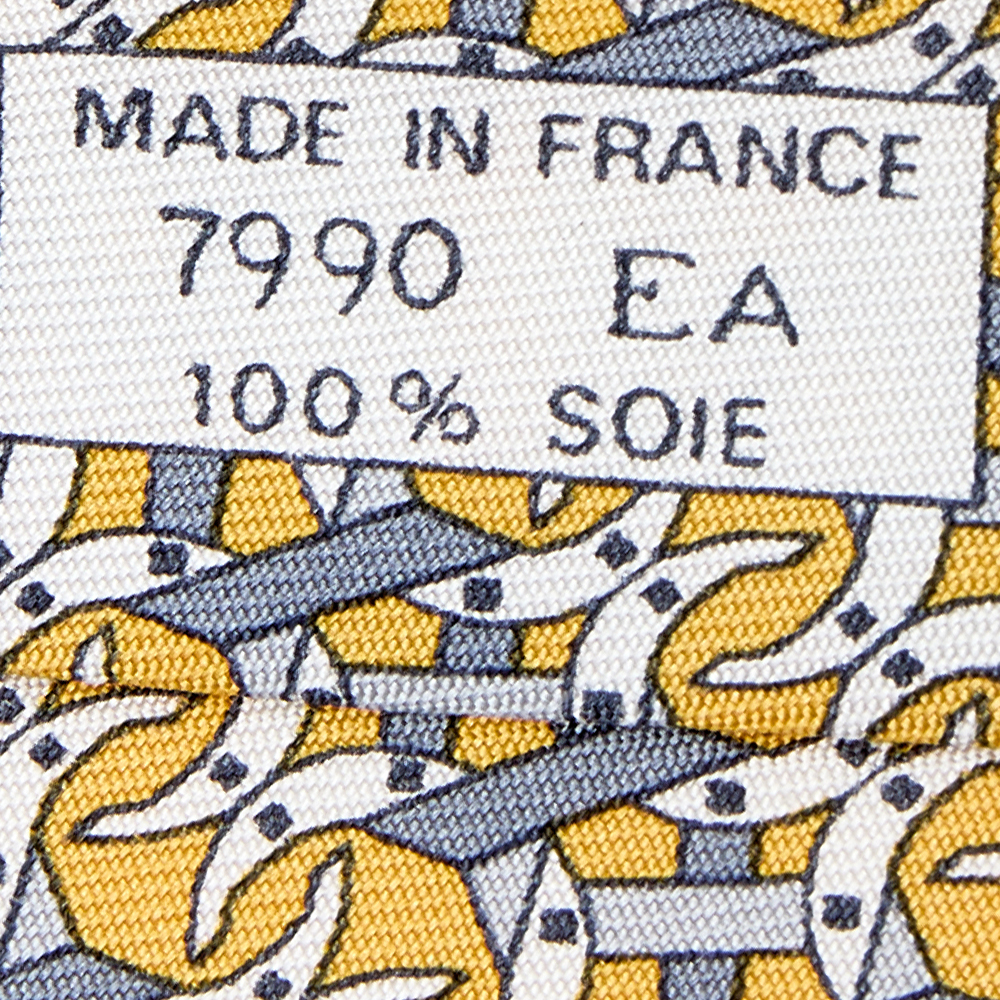 MADE IN FRANCE
7990 EA
100% SOIE